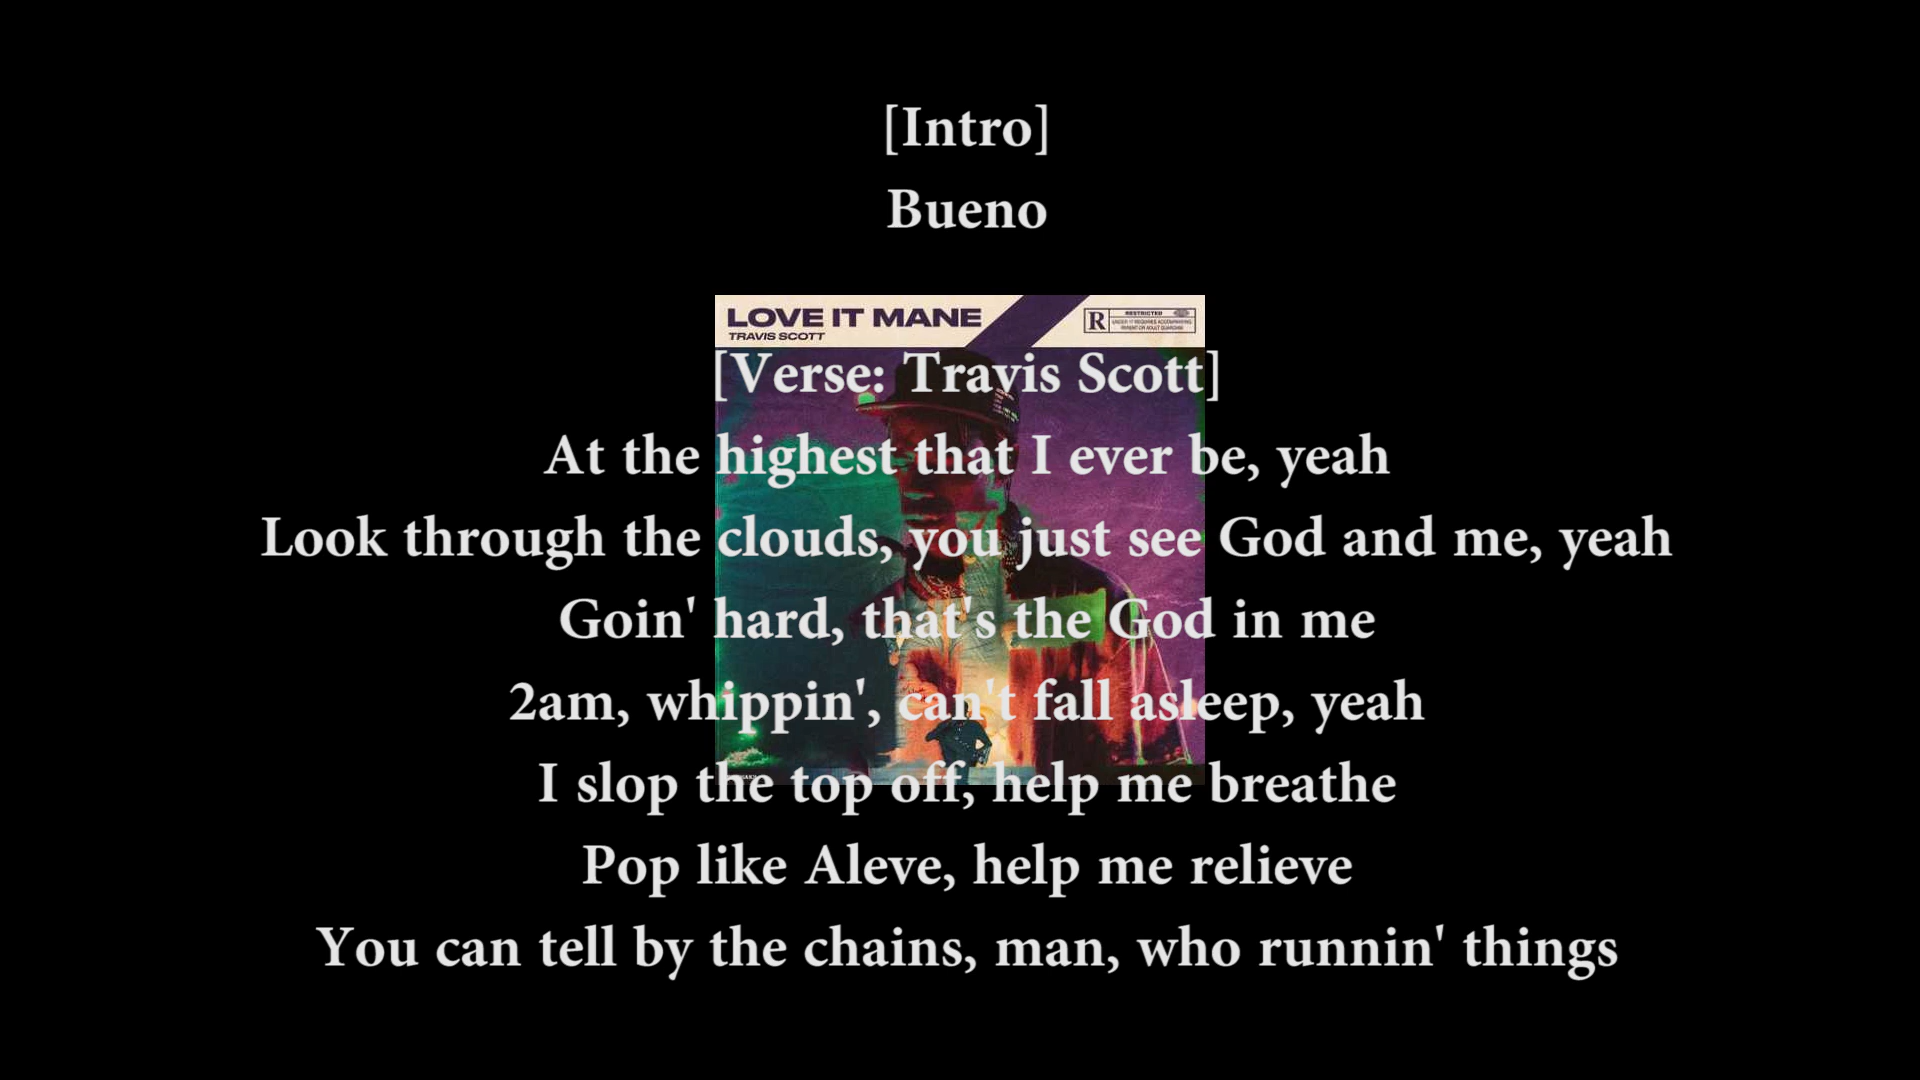 [Intro]
Bueno
LOVE IT MANE
TRAVIS SCOTT
R
RESTRICTED
[Verse: Travis Scott]
At the highest that I ever be, yeah
Look through the clouds, you just see God and me, yeah
Goin' hard, that's the God in me
2am, whippin', can't fall asleep, yeah
I slop the top off, help me breathe
Pop like Aleve, help me relieve
You can tell by the chains, man, who runnin' things